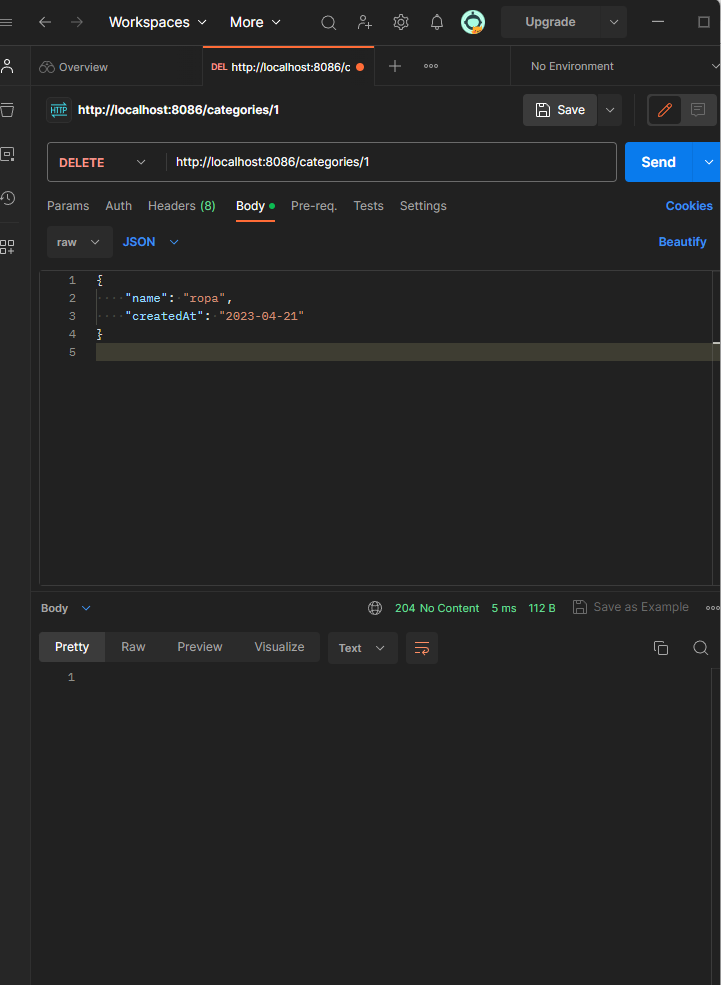 Workspaces More Upgrade
Overview DEL http://localhost:8086/c No Environment
HTTP http://localhost:8086/categories/1 Save
DELETE http://localhost:8086/categories/1 Send
Params Auth Headers (8) Body Pre-req. Tests Settings Cookies
raw JSON Beautify
1 {
2 "name": "ropa",
3 "createdAt": "2023-04-21"
4 }
5
Body 204 No Content 5 ms 112 B Save as Example
Pretty Raw Preview Visualize Text
1